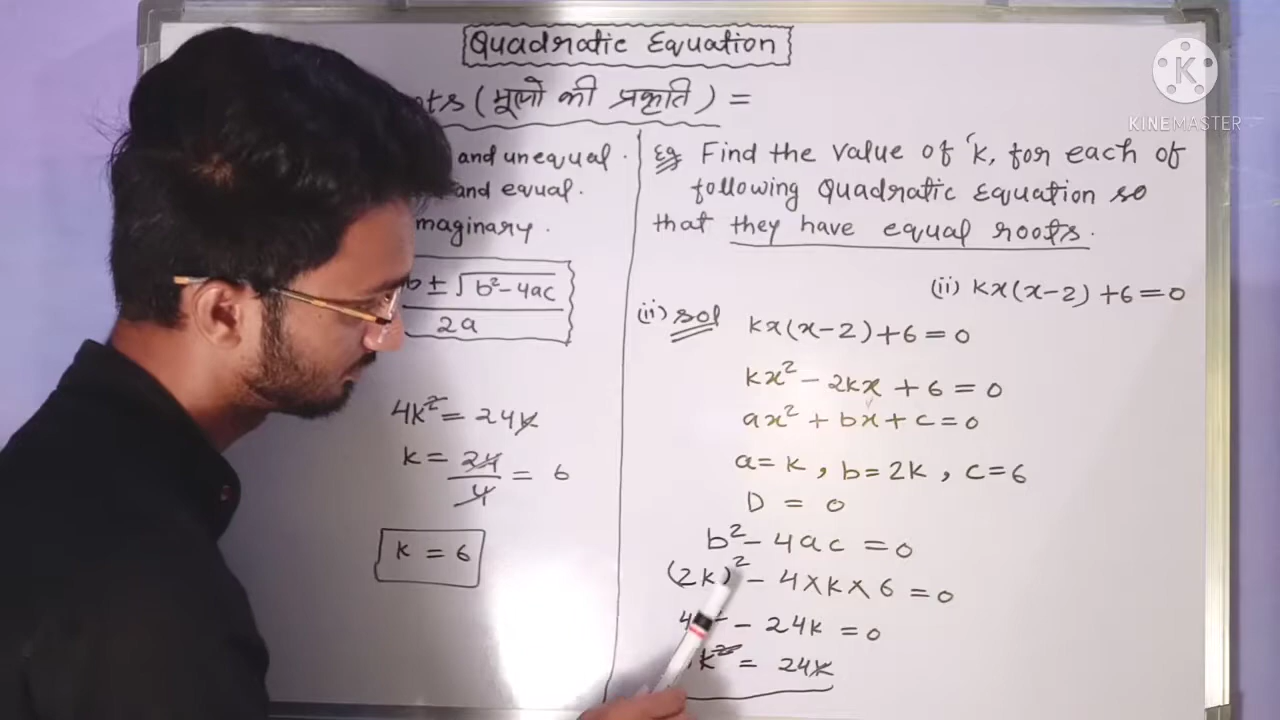 Quadratic Equation
ots (मूलो की प्रकृति) =
and unequal.
and equal.
maginary.
b ± √b²-4ac
2a
4k² = 24k
k = 24/4 = 6
k = 6
Eg Find the value of 'k, for each of
following Quadratic Equation so
that they have equal roots.
(ii) kx(x-2)+6=0
(ii) sol kx(x-2)+6=0
kx² - 2kx + 6 = 0
ax² + bx + c = 0
a = k, b = 2k, c = 6
D = 0
b² - 4ac = 0
(2k)² - 4×k×6 = 0
4 ² - 24k = 0
k² = 24k
K
KINEMASTER